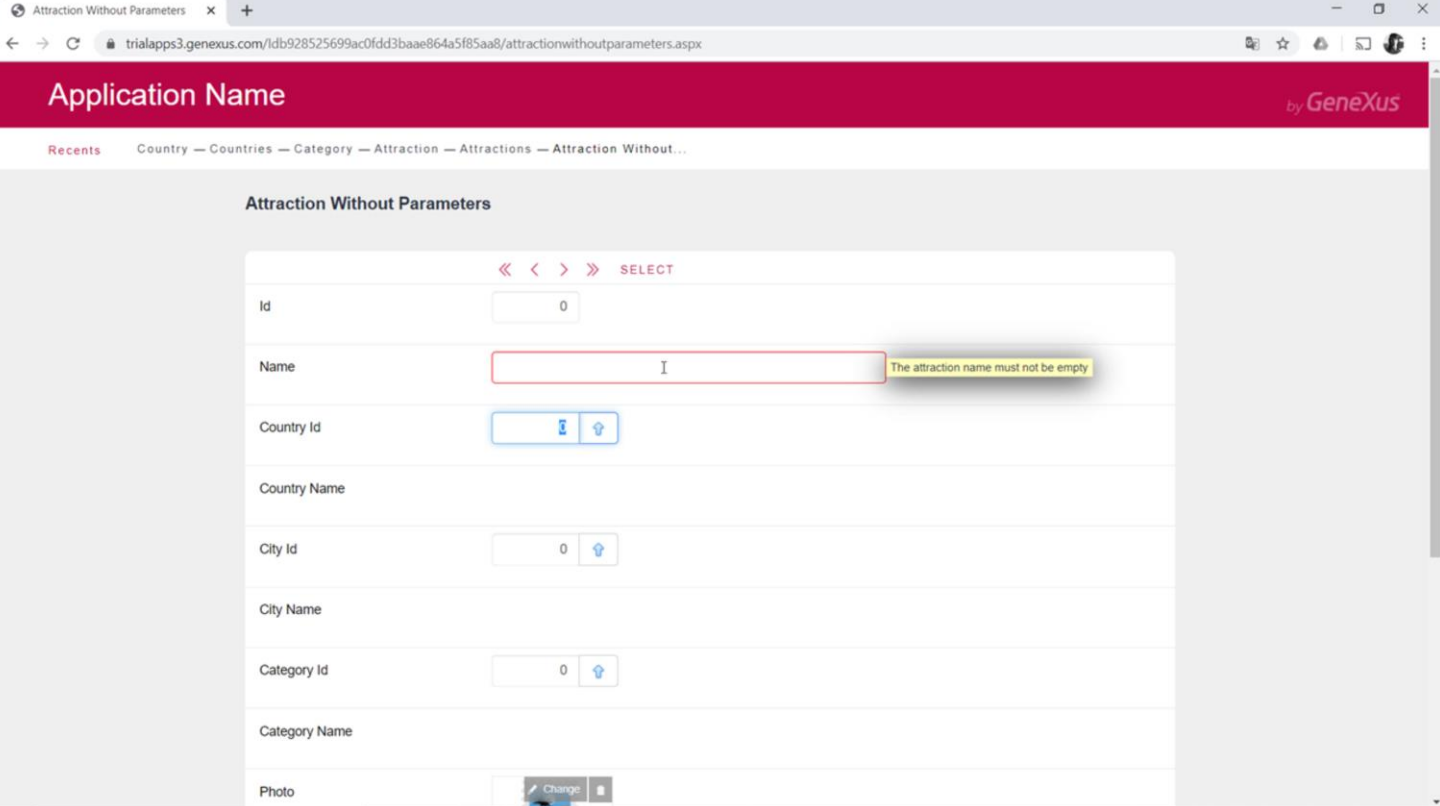 Attraction Without Parameters
trialapps3.genexus.com/Idb928525699ac0fdd3baae864a5f85aa8/attractionwithoutparameters.aspx
Application Name
by GeneXus
Recents Country — Countries — Category — Attraction — Attractions — Attraction Without...
Attraction Without Parameters
SELECT
Id 0
Name The attraction name must not be empty
Country Id 0
Country Name
City Id 0
City Name
Category Id 0
Category Name
Photo Change